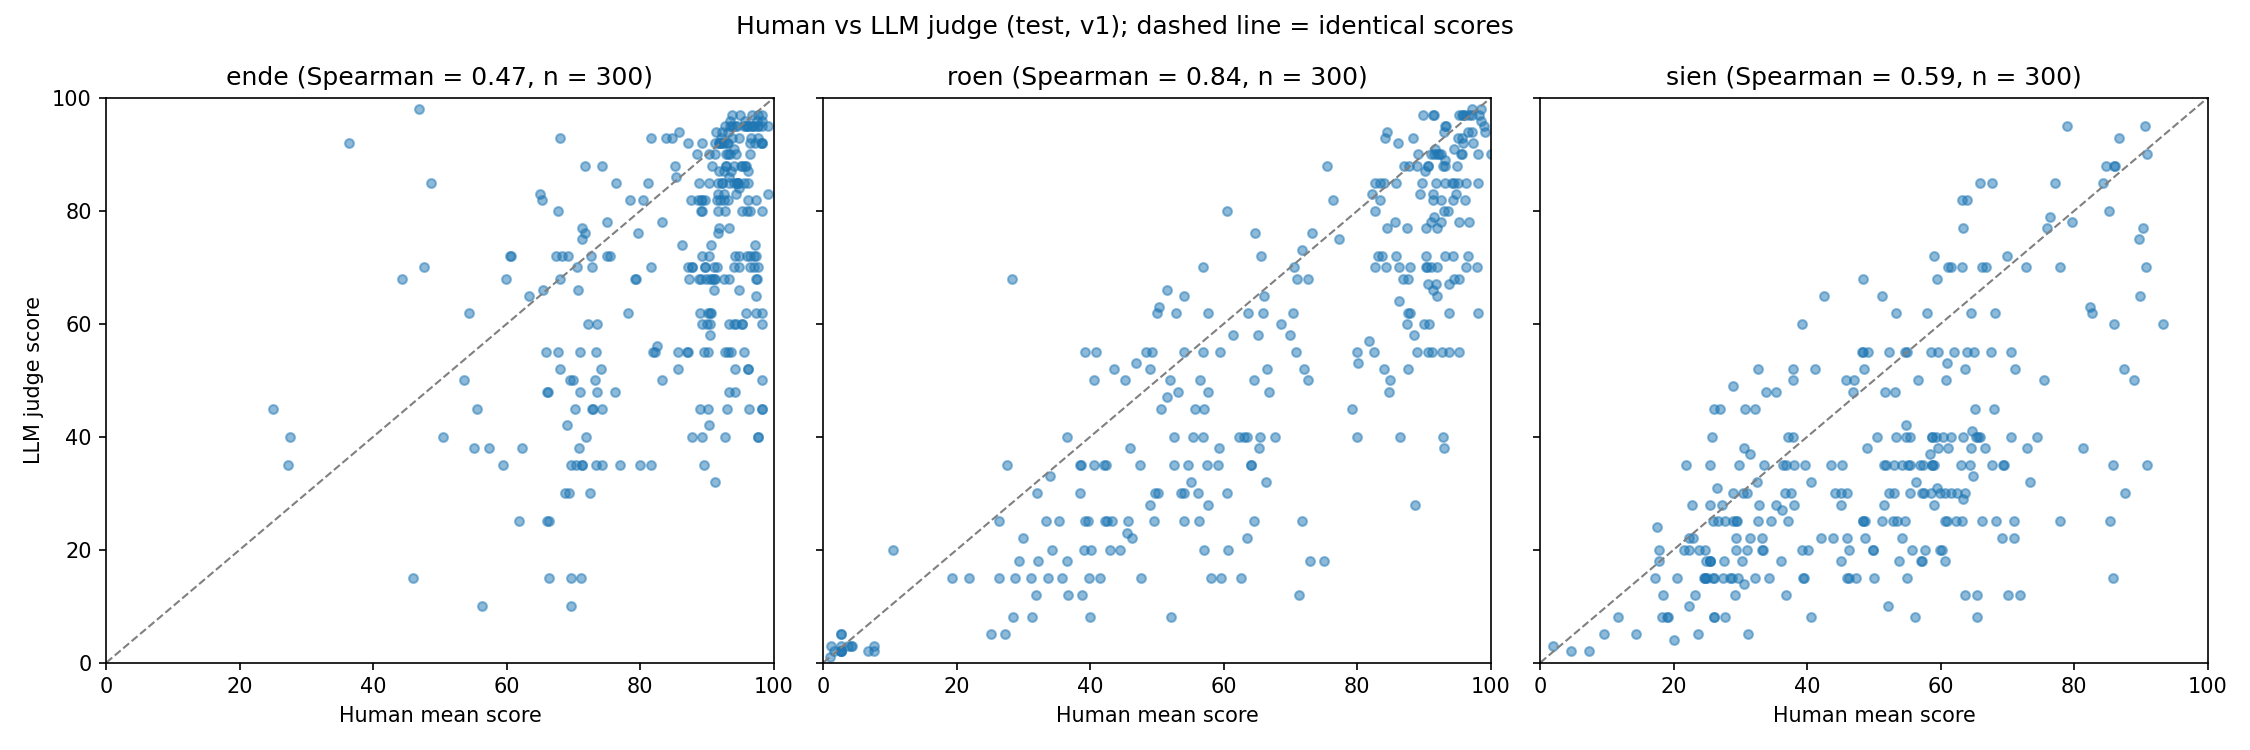 Human vs LLM judge (test, v1); dashed line = identical scores
ende (Spearman = 0.47, n = 300)
roen (Spearman = 0.84, n = 300)
sien (Spearman = 0.59, n = 300)
LLM judge score
100
80
60
40
20
0
0 20 40 60 80 100
0 20 40 60 80 100
0 20 40 60 80 100
Human mean score
Human mean score
Human mean score